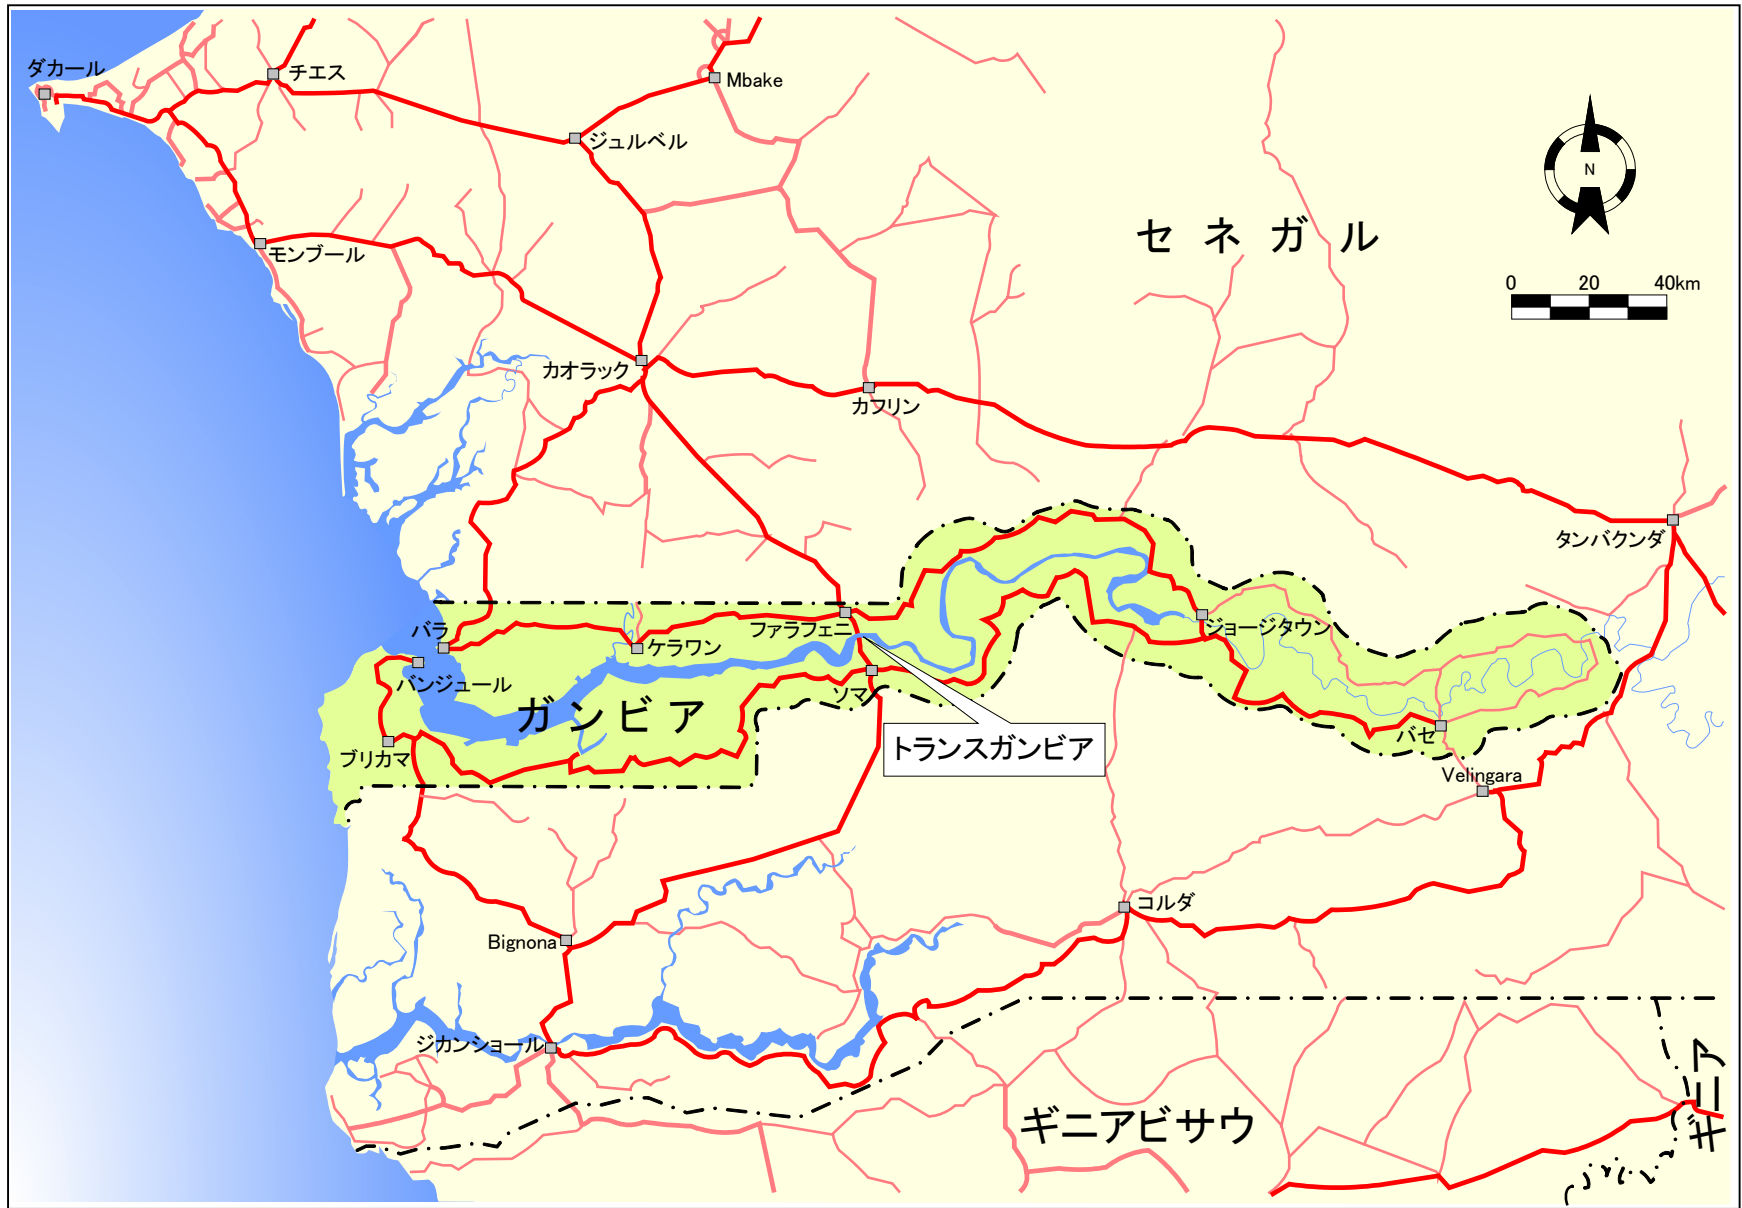 ダカール
チエス
Mbake
ジュルベル
N
セネガル
モンブール
0 20 40km
カオラック
カフリン
タンバクンダ
バラ
ファラフェニ
ケラワン
ジョージタウン
バンジュール
ソマ
ガンビア
バセ
ブリカマ
トランスガンビア
Velingara
コルダ
Bignona
ジカンショール
ギニアビサウ
ギニア